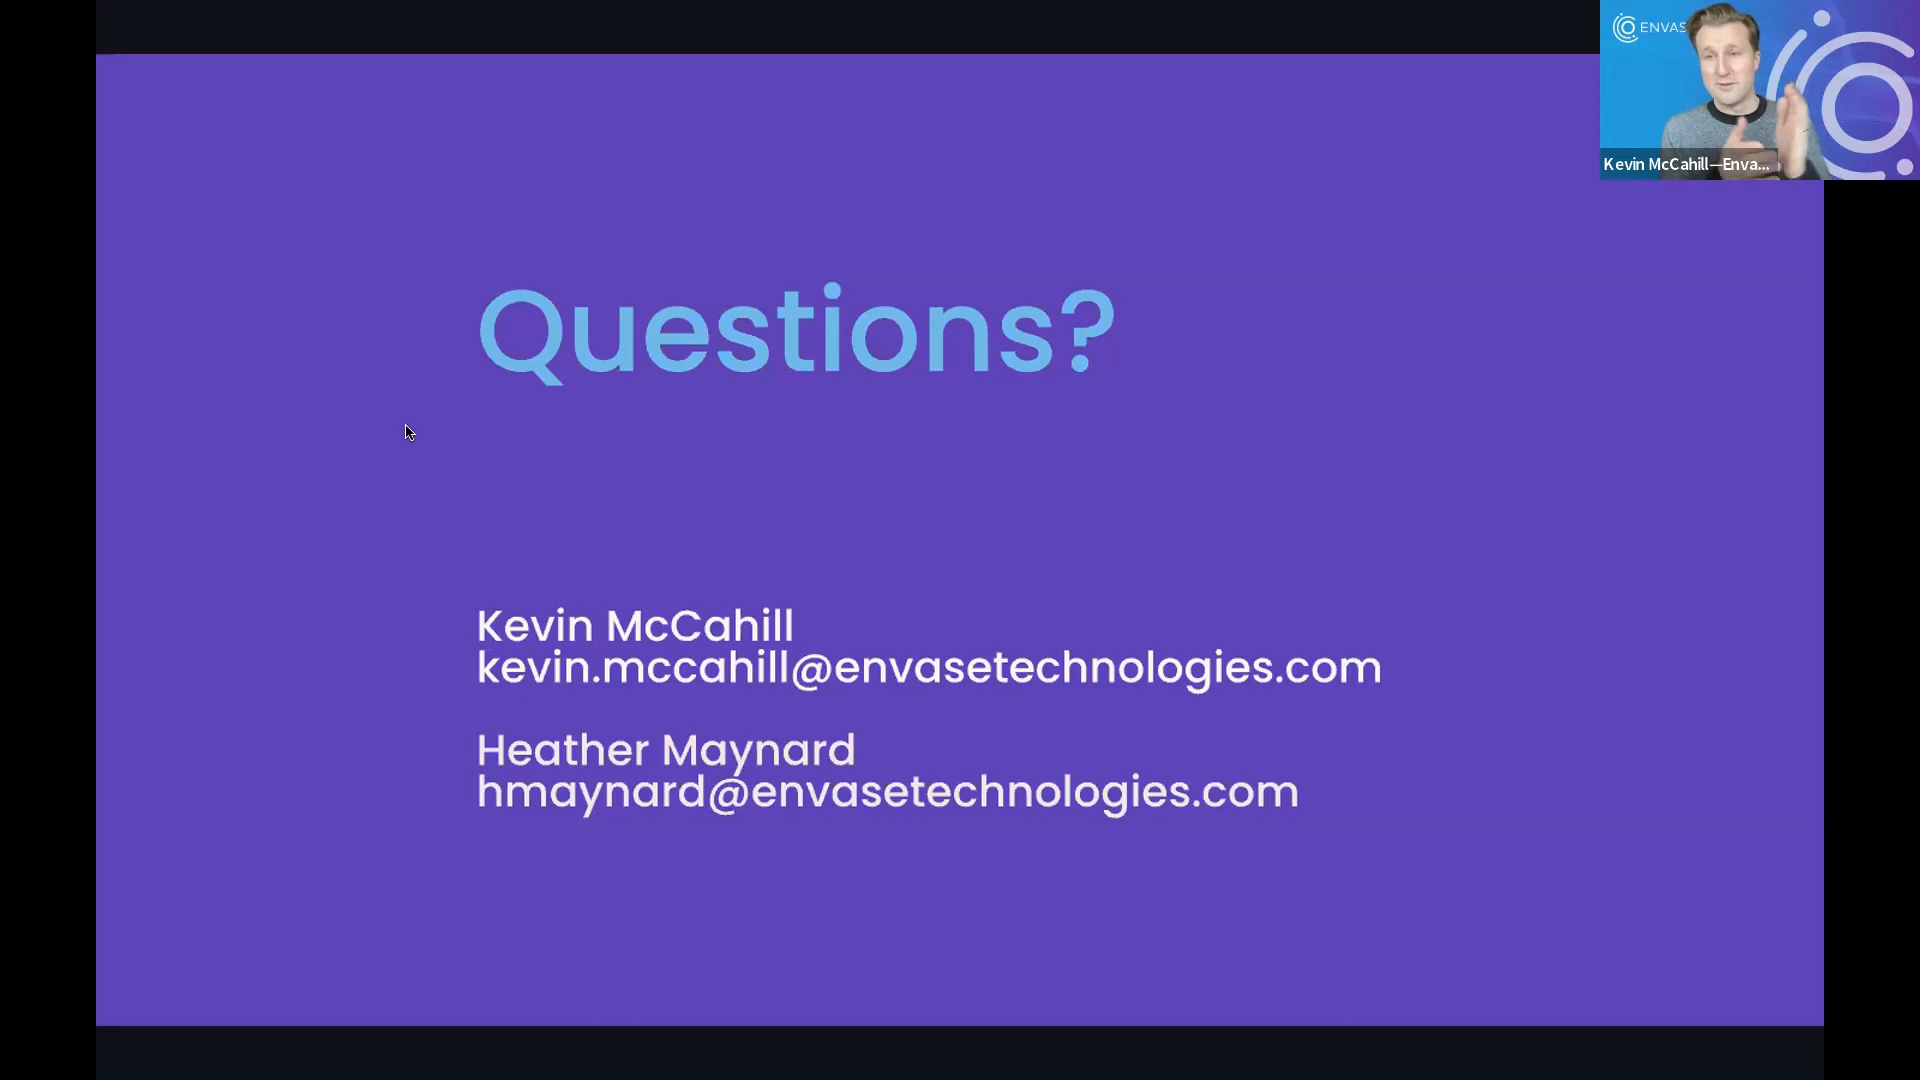 ENVAS
Kevin McCahill—Enva...
Questions?
Kevin McCahill
kevin.mccahill@envasetechnologies.com
Heather Maynard
hmaynard@envasetechnologies.com